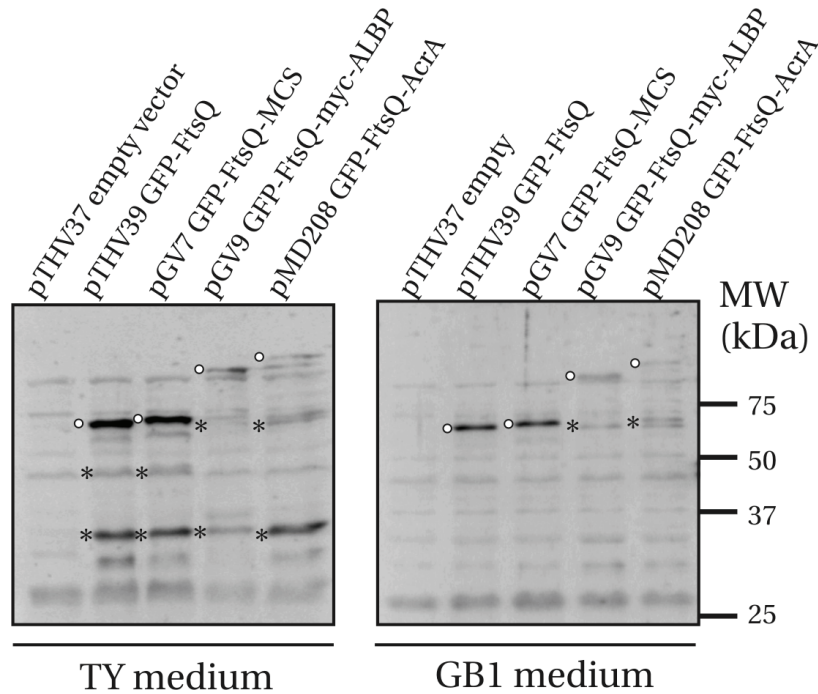 pTHV37 empty vector
pTHV39 GFP-FtsQ
pGV7 GFP-FtsQ-MCS
pGV9 GFP-FtsQ-myc-ALBP
pMD208 GFP-FtsQ-AcrA
pTHV37 empty
pTHV39 GFP-FtsQ
pGV7 GFP-FtsQ-MCS
pGV9 GFP-FtsQ-myc-ALBP
pMD208 GFP-FtsQ-AcrA
MW
(kDa)
75
50
37
25
TY medium
GB1 medium